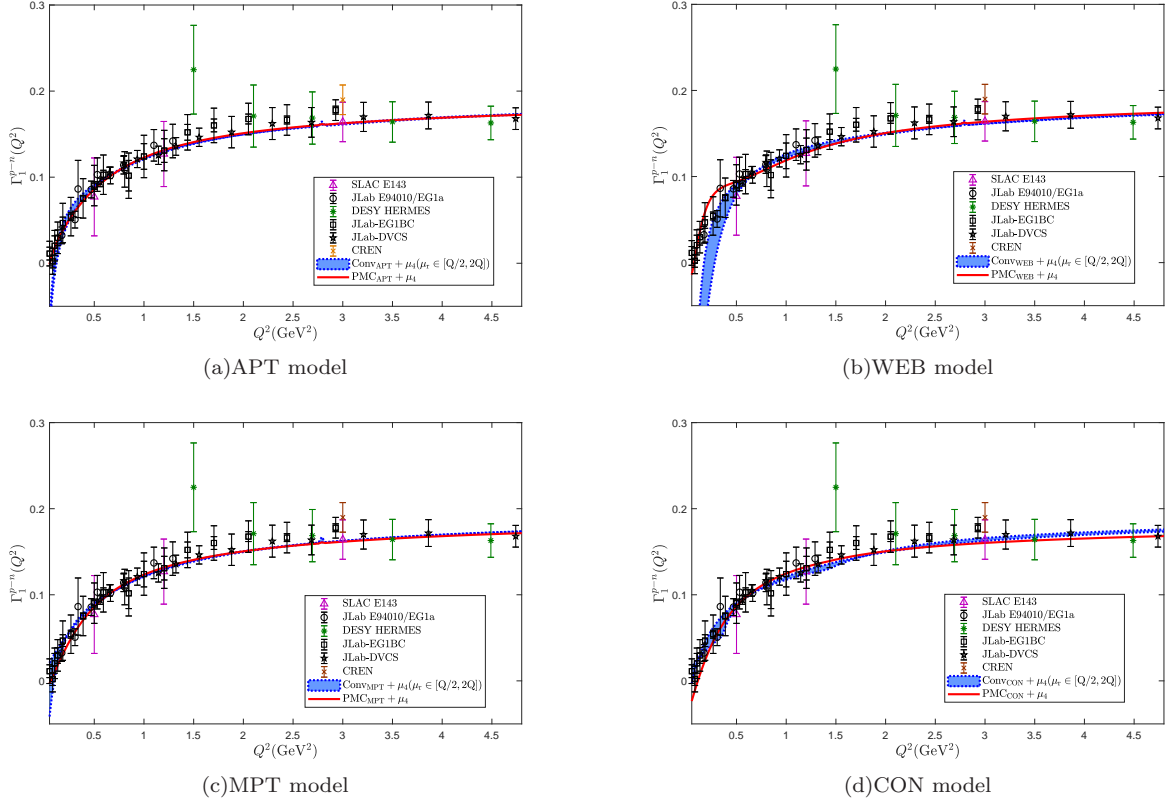 0.3
0.2
0.1
0
Γ₁ᵖ⁻ⁿ(Q²)
SLAC E143
JLab E94010/EG1a
DESY HERMES
JLab-EG1BC
JLab-DVCS
CREN
Conv_APT + μ₄(μᵣ ∈ [Q/2, 2Q])
PMC_APT + μ₄
0.5 1 1.5 2 2.5 3 3.5 4 4.5
Q²(GeV²)
(a)APT model
0.3
0.2
0.1
0
Γ₁ᵖ⁻ⁿ(Q²)
SLAC E143
JLab E94010/EG1a
DESY HERMES
JLab-EG1BC
JLab-DVCS
CREN
Conv_WEB + μ₄(μᵣ ∈ [Q/2, 2Q])
PMC_WEB + μ₄
0.5 1 1.5 2 2.5 3 3.5 4 4.5
Q²(GeV²)
(b)WEB model
0.3
0.2
0.1
0
Γ₁ᵖ⁻ⁿ(Q²)
SLAC E143
JLab E94010/EG1a
DESY HERMES
JLab-EG1BC
JLab-DVCS
CREN
Conv_MPT + μ₄(μᵣ ∈ [Q/2, 2Q])
PMC_MPT + μ₄
0.5 1 1.5 2 2.5 3 3.5 4 4.5
Q²(GeV²)
(c)MPT model
0.3
0.2
0.1
0
Γ₁ᵖ⁻ⁿ(Q²)
SLAC E143
JLab E94010/EG1a
DESY HERMES
JLab-EG1BC
JLab-DVCS
CREN
Conv_CON + μ₄(μᵣ ∈ [Q/2, 2Q])
PMC_CON + μ₄
0.5 1 1.5 2 2.5 3 3.5 4 4.5
Q²(GeV²)
(d)CON model